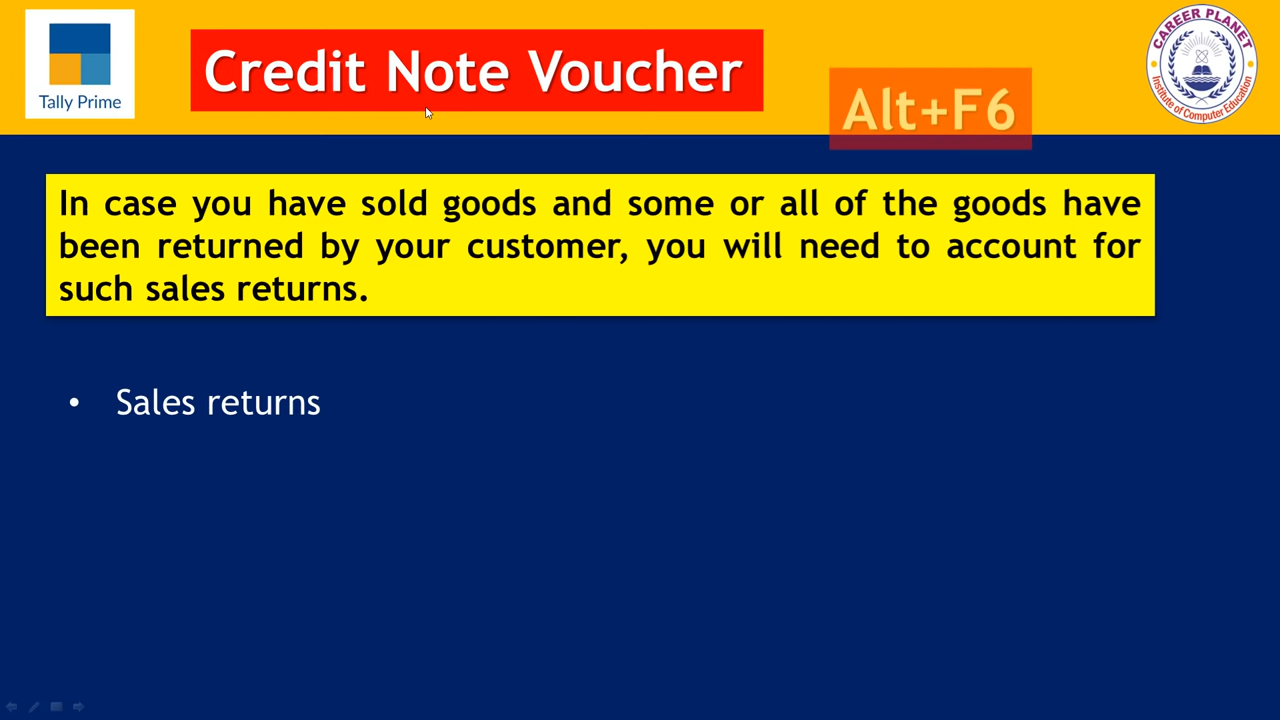 Tally Prime
Credit Note Voucher
Alt+F6
CAREER PLANET
Institute of Computer Education
In case you have sold goods and some or all of the goods have
been returned by your customer, you will need to account for
such sales returns.
• Sales returns